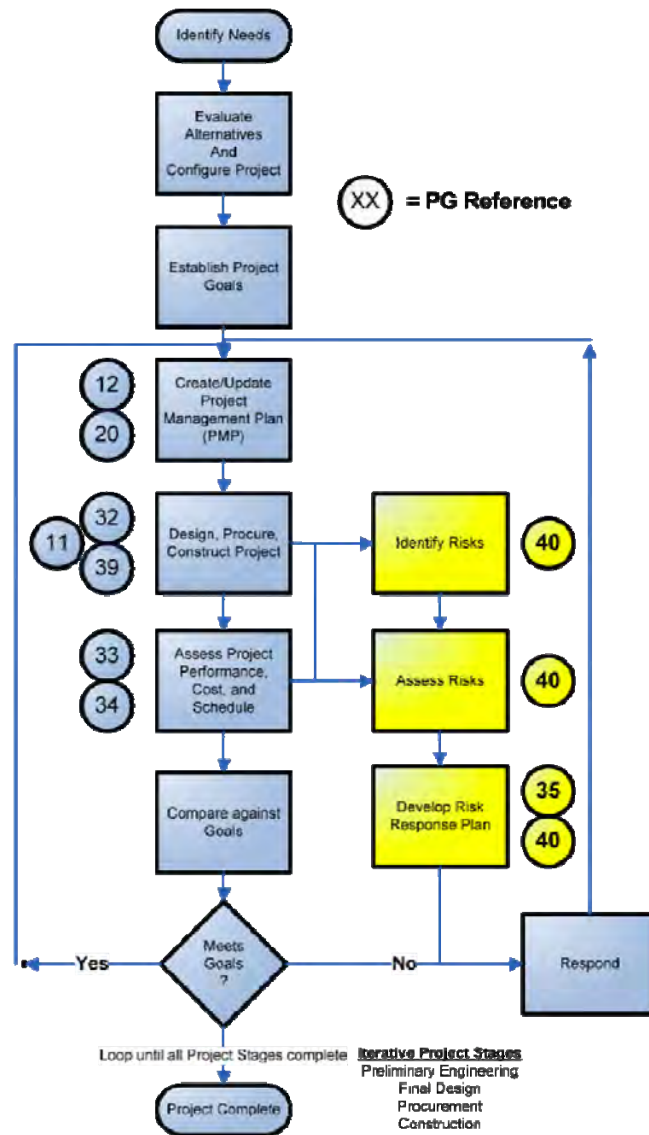 Identify Needs
Evaluate
Alternatives
And
Configure Project
XX = PG Reference
Establish Project
Goals
12
20
Create/Update
Project
Management Plan
(PMP)
11
32
39
Design, Procure,
Construct Project
Identify Risks
40
33
34
Assess Project
Performance,
Cost, and
Schedule
Assess Risks
40
Compare against
Goals
Develop Risk
Response Plan
35
40
Yes
Meets
Goals
?
No
Respond
Loop until all Project Stages complete
Iterative Project Stages
Preliminary Engineering
Final Design
Procurement
Construction
Project Complete